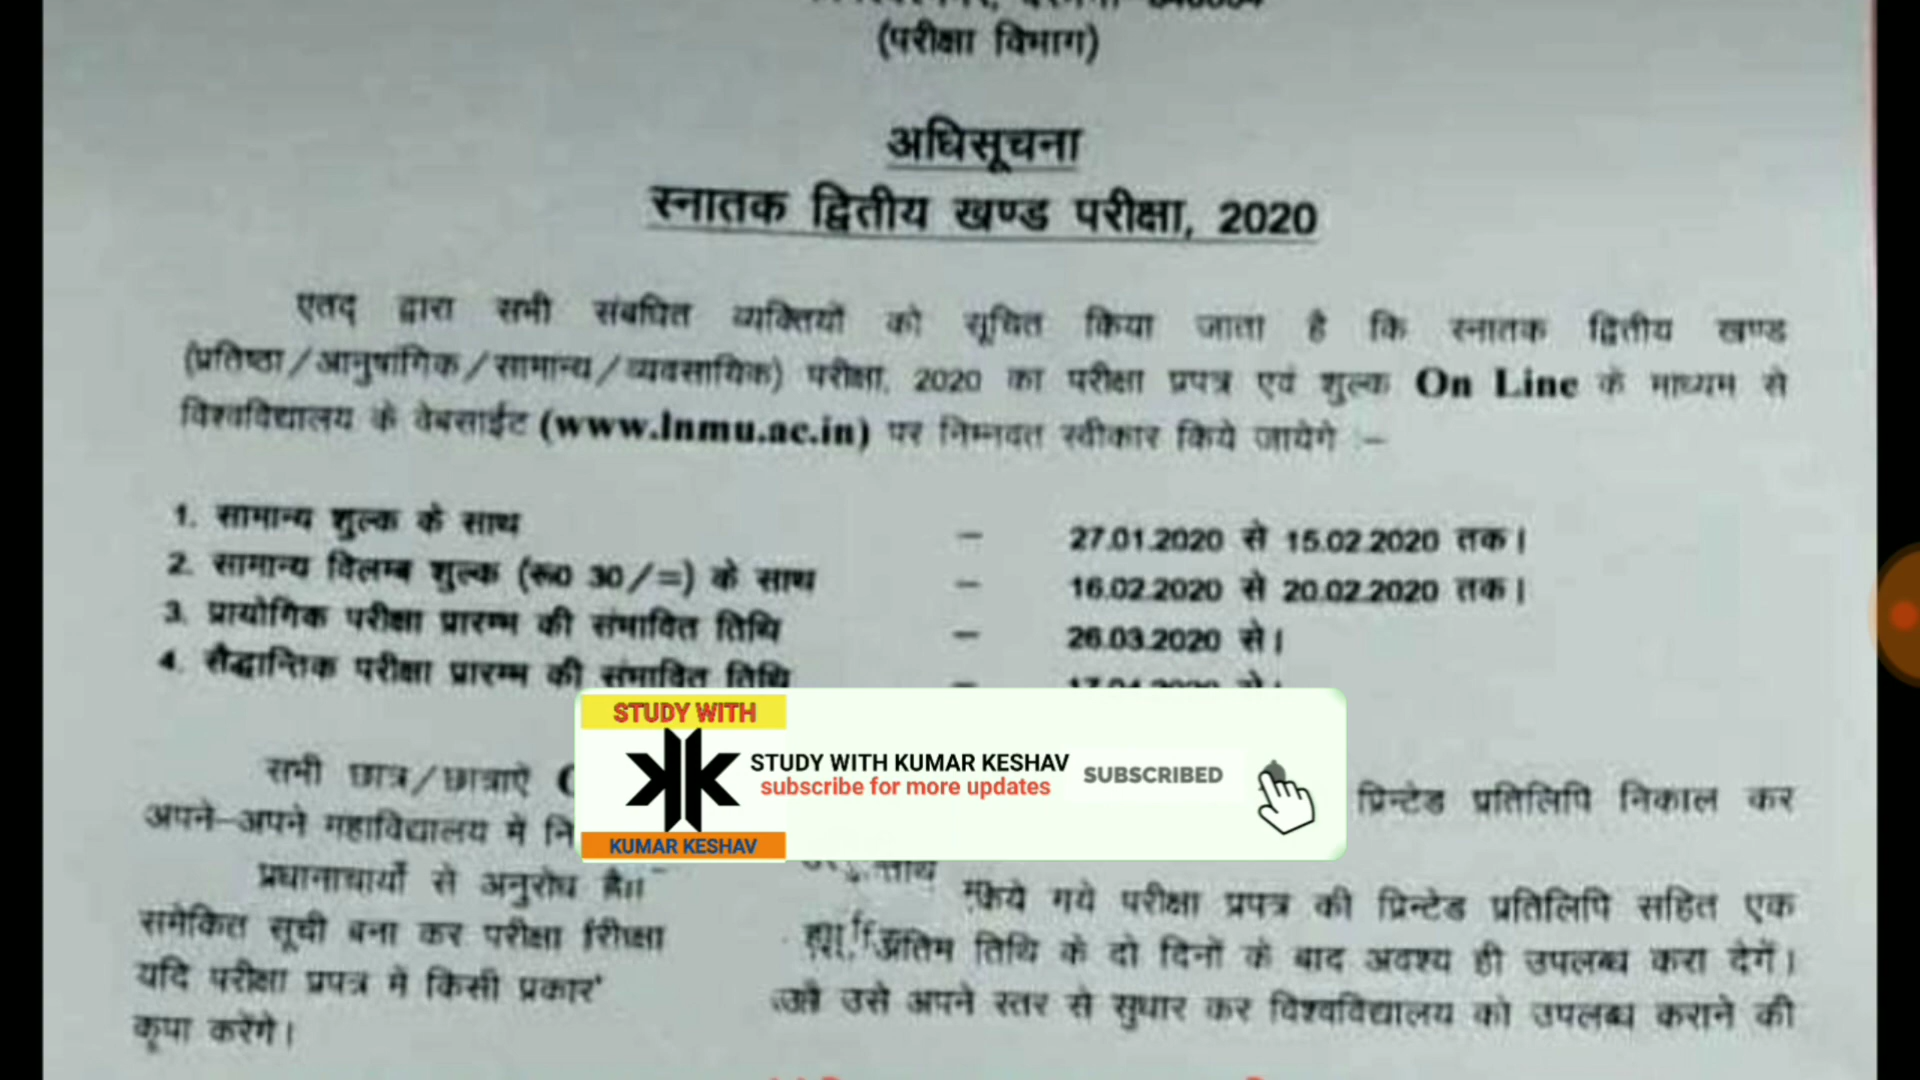 (परीक्षा विभाग)
अधिसूचना
स्नातक द्वितीय खण्ड परीक्षा, 2020
एतद् द्वारा सभी संबधित व्यक्तियों को सूचित किया जाता है कि स्नातक द्वितीय खण्ड
(प्रतिष्ठा/आनुषांगिक/सामान्य/व्यवसायिक) परीक्षा, 2020 का परीक्षा प्रपत्र एवं शुल्क On Line के माध्यम से
विश्वविद्यालय के वेबसाईट (www.lnmu.ac.in) पर निम्नवत स्वीकार किये जायेगे :–
1. सामान्य शुल्क के साथ – 27.01.2020 से 15.02.2020 तक।
2. सामान्य विलम्ब शुल्क (रू0 30/=) के साथ – 16.02.2020 से 20.02.2020 तक।
3. प्रायोगिक परीक्षा प्रारम्भ की संभावित तिथि – 26.03.2020 से।
4. सैद्धान्तिक परीक्षा प्रारम्भ की संभावित तिथि – 17.04.2020 से।
STUDY WITH
STUDY WITH KUMAR KESHAV
subscribe for more updates
SUBSCRIBED
KUMAR KESHAV
सभी छात्र/छात्राऐं प्रिन्टेड प्रतिलिपि निकाल कर
अपने–अपने महाविद्यालय में
प्रधानाचार्यो से अनुरोध है किये गये परीक्षा प्रपत्र की प्रिन्टेड प्रतिलिपि सहित एक
समेकित सूची बना कर परीक्षा अंतिम तिथि के दो दिनों के बाद अवश्य ही उपलब्ध करा देगें।
यदि परीक्षा प्रपत्र में किसी प्रकार उसे अपने स्तर से सुधार कर विश्वविद्यालय को उपलब्ध कराने की
कृपा करेंगे।